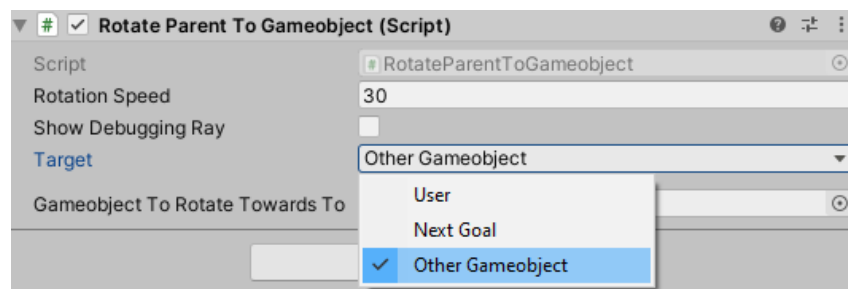 Rotate Parent To Gameobject (Script)
Script RotateParentToGameobject
Rotation Speed 30
Show Debugging Ray
Target Other Gameobject
User
Gameobject To Rotate Towards To
Next Goal
Other Gameobject